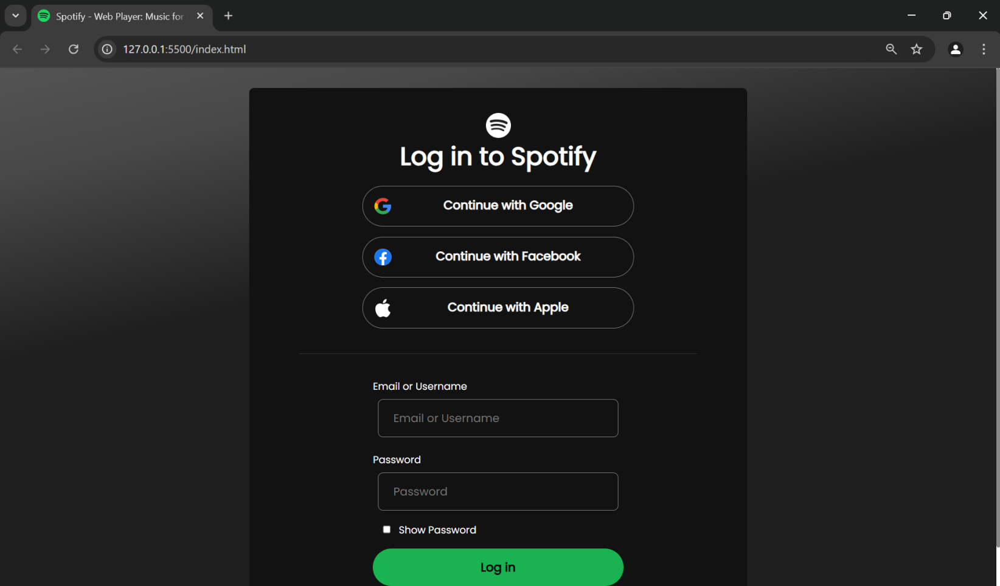 Spotify - Web Player: Music for
127.0.0.1:5500/index.html
Log in to Spotify
Continue with Google
Continue with Facebook
Continue with Apple
Email or Username
Email or Username
Password
Password
Show Password
Log in